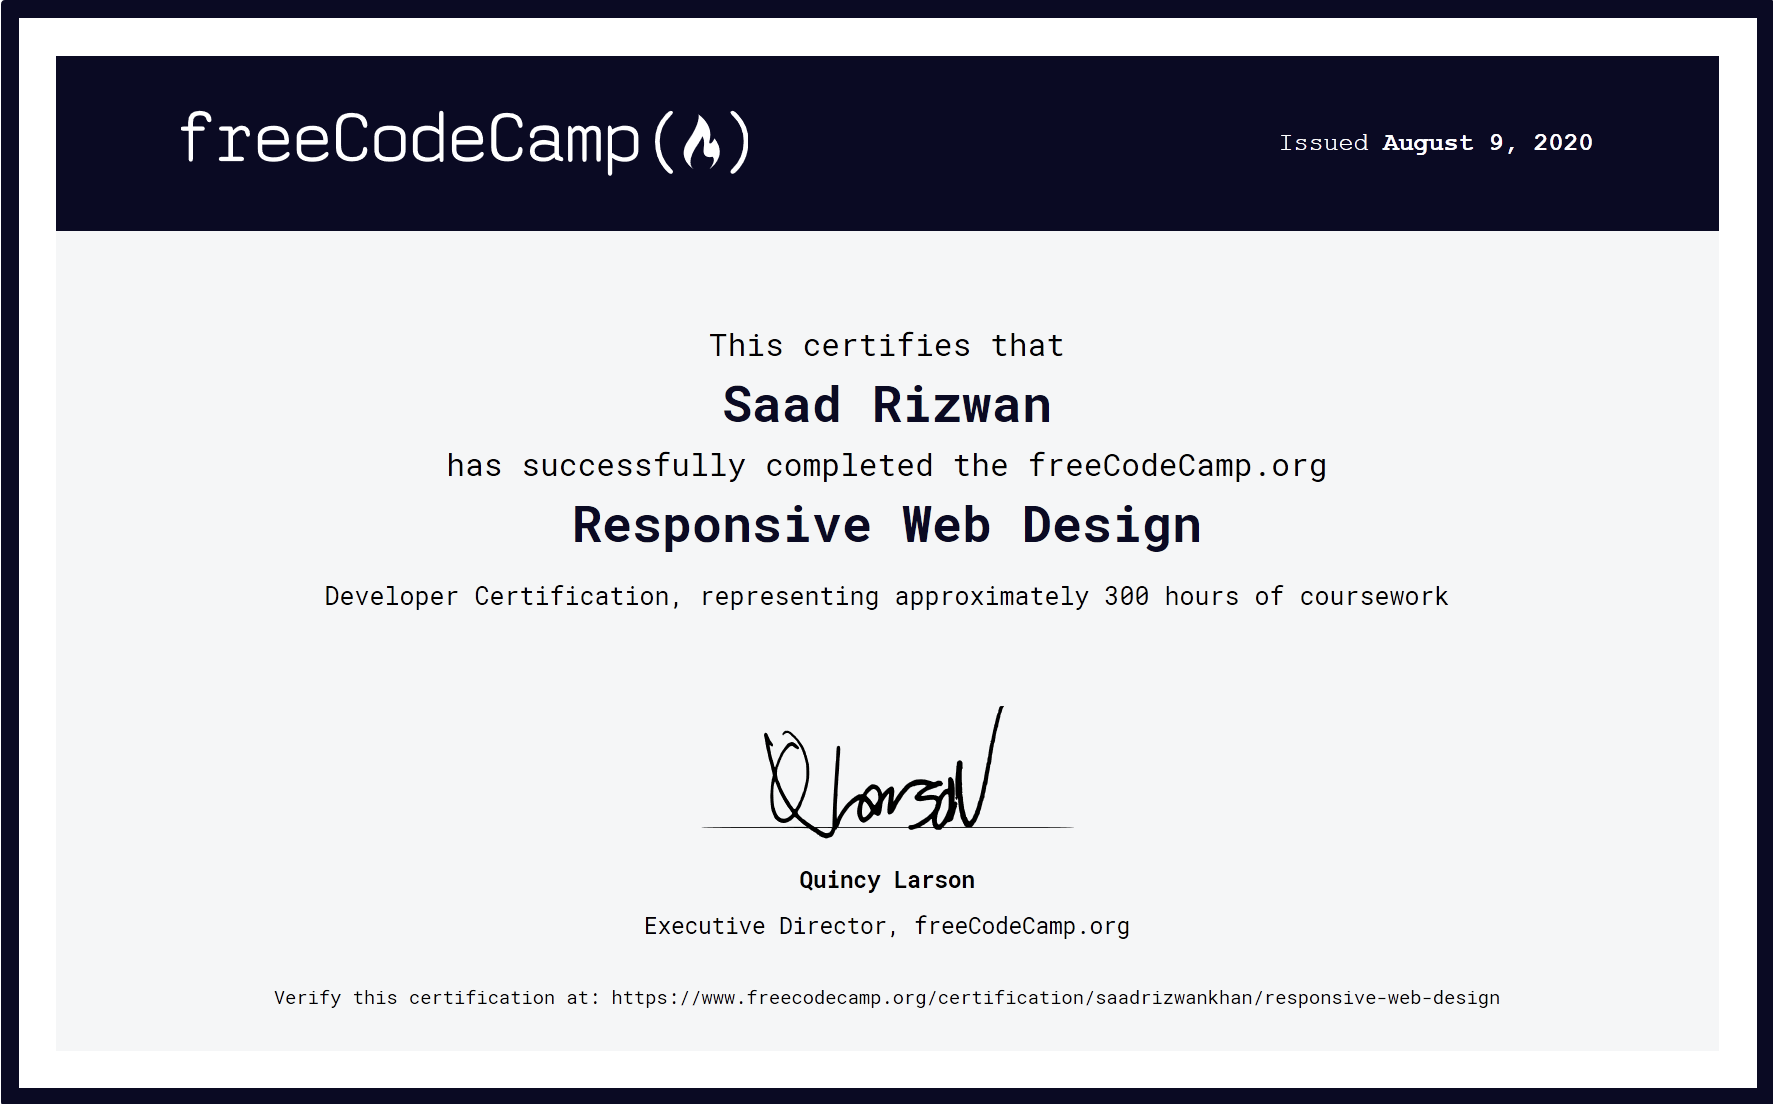 freeCodeCamp(🔥)
Issued August 9, 2020
This certifies that
Saad Rizwan
has successfully completed the freeCodeCamp.org
Responsive Web Design
Developer Certification, representing approximately 300 hours of coursework
Q Larson
Quincy Larson
Executive Director, freeCodeCamp.org
Verify this certification at: https://www.freecodecamp.org/certification/saadrizwankhan/responsive-web-design